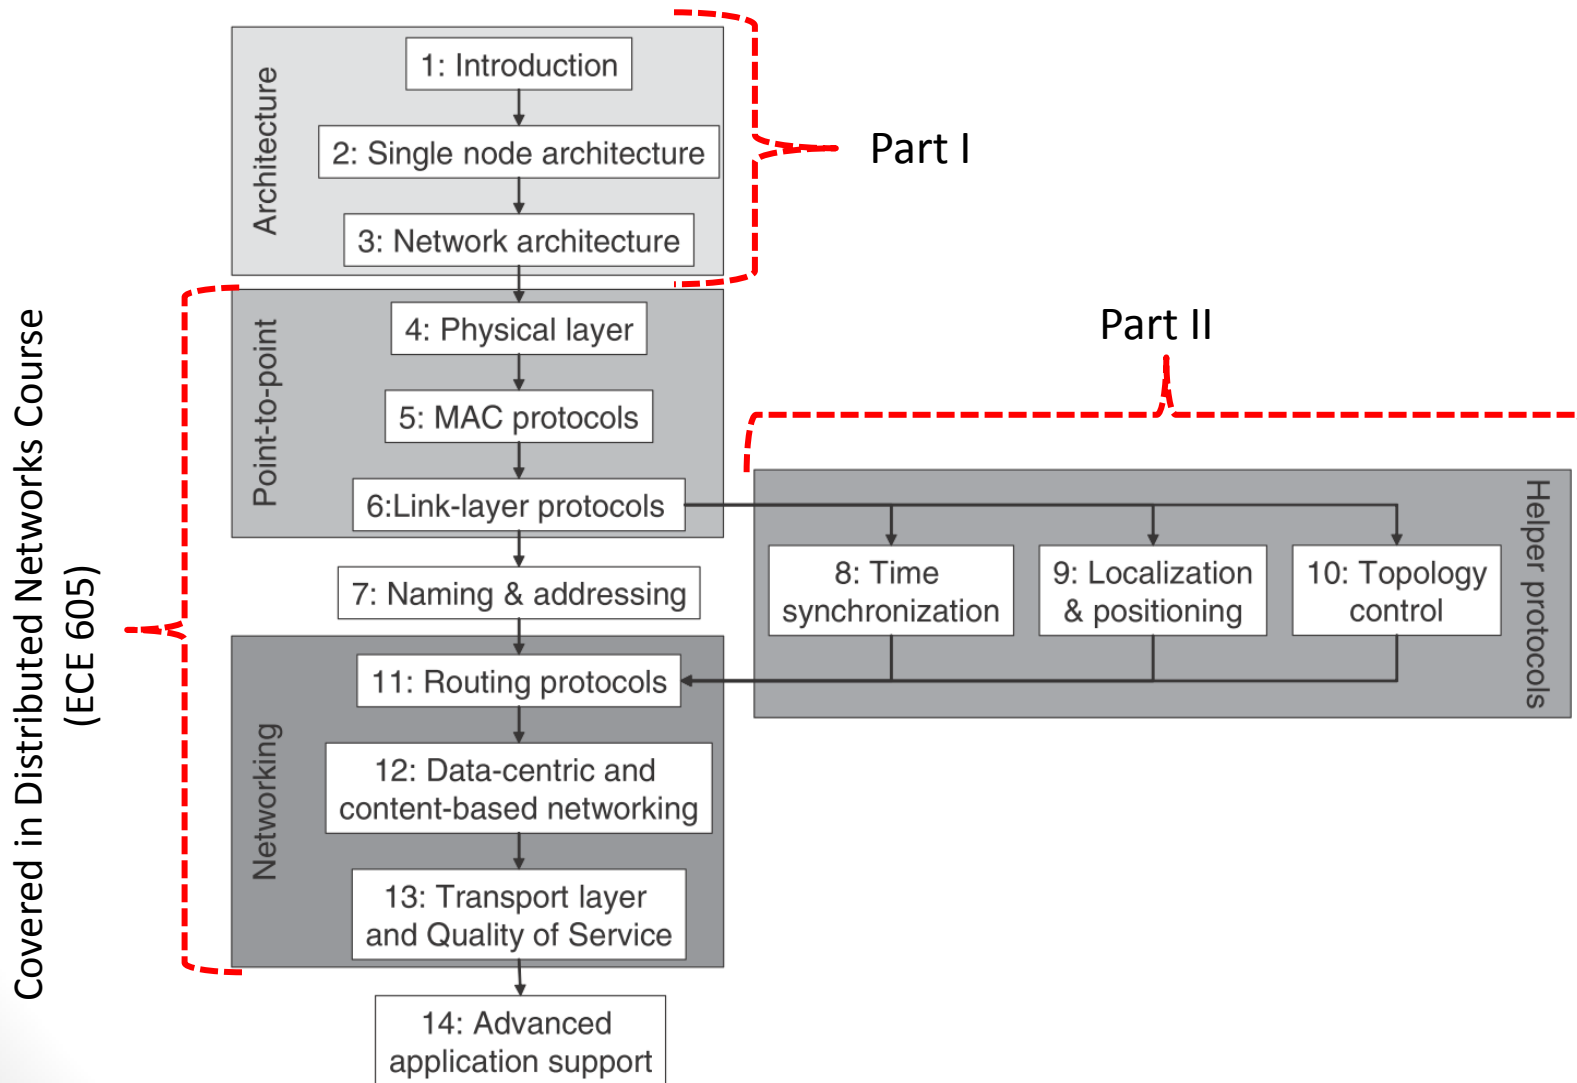 Architecture
1: Introduction
2: Single node architecture
3: Network architecture
Part I
Covered in Distributed Networks Course
(ECE 605)
Point-to-point
4: Physical layer
5: MAC protocols
6:Link-layer protocols
Part II
Helper protocols
8: Time
synchronization
9: Localization
& positioning
10: Topology
control
7: Naming & addressing
Networking
11: Routing protocols
12: Data-centric and
content-based networking
13: Transport layer
and Quality of Service
14: Advanced
application support